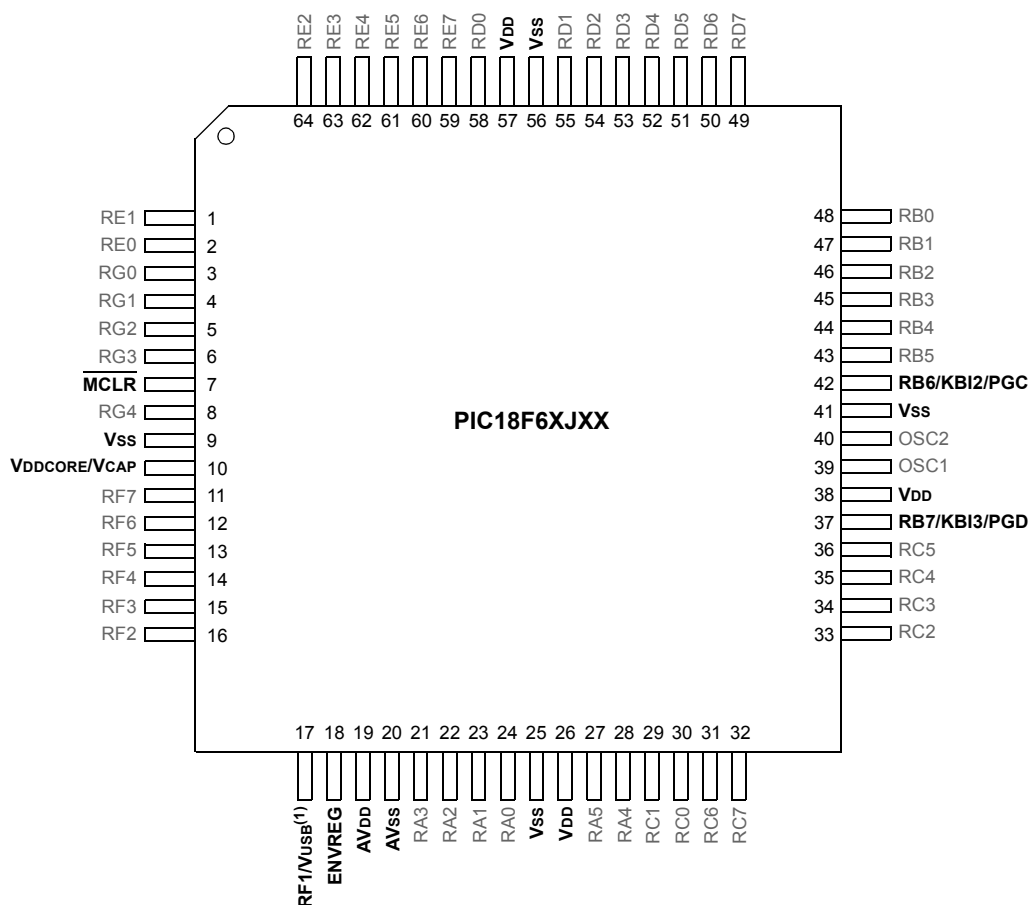 RE2 RE3 RE4 RE5 RE6 RE7 RD0 VDD VSS RD1 RD2 RD3 RD4 RD5 RD6 RD7
64 63 62 61 60 59 58 57 56 55 54 53 52 51 50 49
RE1 1
RE0 2
RG0 3
RG1 4
RG2 5
RG3 6
MCLR 7
RG4 8
VSS 9
VDDCORE/VCAP 10
RF7 11
RF6 12
RF5 13
RF4 14
RF3 15
RF2 16
PIC18F6XJXX
48 RB0
47 RB1
46 RB2
45 RB3
44 RB4
43 RB5
42 RB6/KBI2/PGC
41 VSS
40 OSC2
39 OSC1
38 VDD
37 RB7/KBI3/PGD
36 RC5
35 RC4
34 RC3
33 RC2
17 18 19 20 21 22 23 24 25 26 27 28 29 30 31 32
RF1/VUSB(1) ENVREG AVDD AVSS RA3 RA2 RA1 RA0 VSS VDD RA5 RA4 RC1 RC0 RC6 RC7